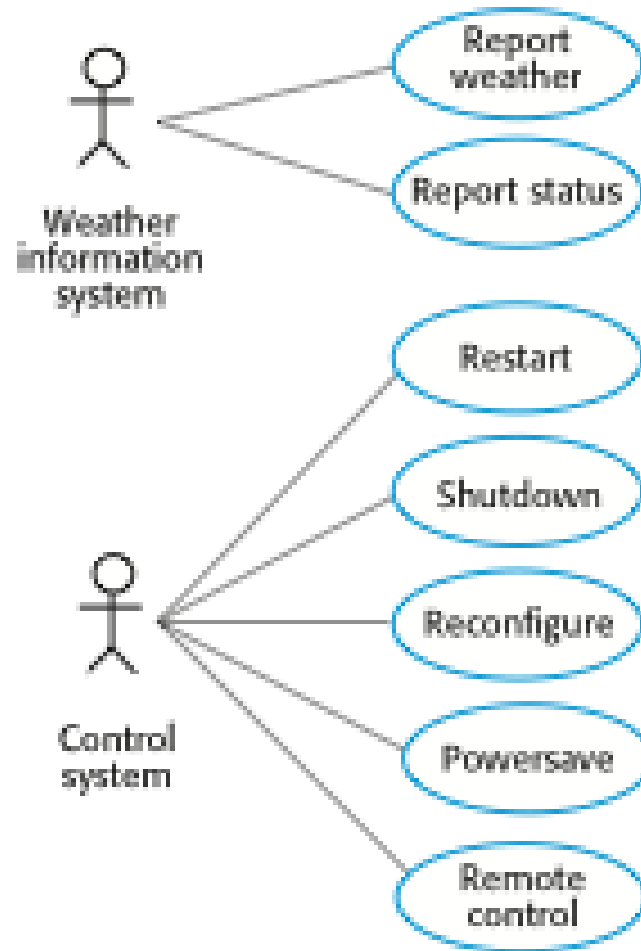 Report
weather
Report status
Weather
information
system
Restart
Shutdown
Reconfigure
Control
system
Powersave
Remote
control